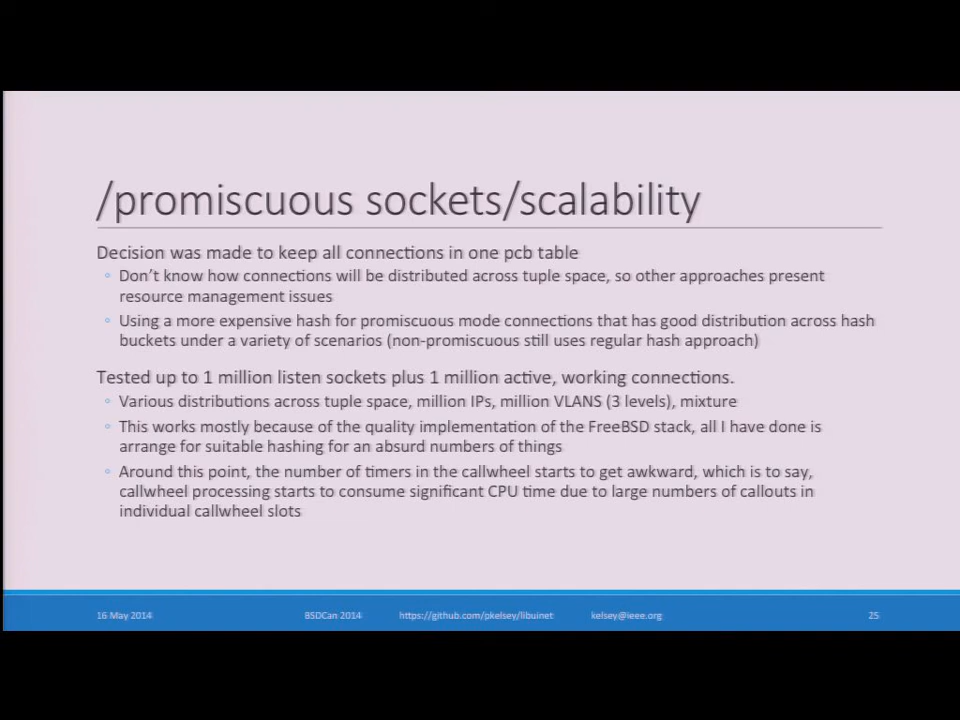 /promiscuous sockets/scalability
Decision was made to keep all connections in one pcb table
Don't know how connections will be distributed across tuple space, so other approaches present
resource management issues
Using a more expensive hash for promiscuous mode connections that has good distribution across hash
buckets under a variety of scenarios (non-promiscuous still uses regular hash approach)
Tested up to 1 million listen sockets plus 1 million active, working connections.
Various distributions across tuple space, million IPs, million VLANS (3 levels), mixture
This works mostly because of the quality implementation of the FreeBSD stack, all I have done is
arrange for suitable hashing for an absurd numbers of things
Around this point, the number of timers in the callwheel starts to get awkward, which is to say,
callwheel processing starts to consume significant CPU time due to large numbers of callouts in
individual callwheel slots
16 May 2014 BSDCan 2014 https://github.com/pkelsey/libuinet kelsey@ieee.org 25